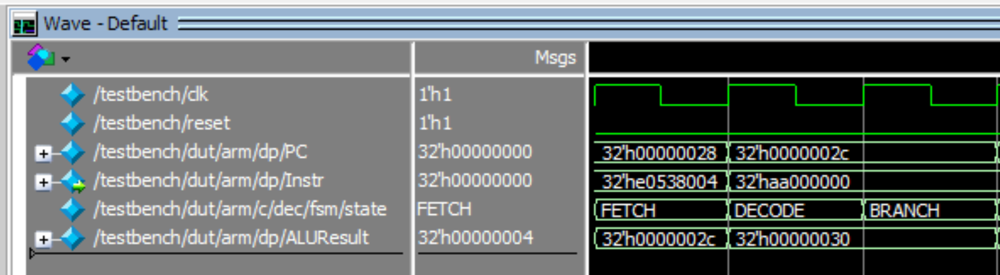 Wave - Default
Msgs
/testbench/clk 1'h1
/testbench/reset 1'h1
/testbench/dut/arm/dp/PC 32'h00000000 32'h00000028 32'h0000002c
/testbench/dut/arm/dp/Instr 32'h00000000 32'he0538004 32'haa000000
/testbench/dut/arm/c/dec/fsm/state FETCH FETCH DECODE BRANCH
/testbench/dut/arm/dp/ALUResult 32'h00000004 32'h0000002c 32'h00000030